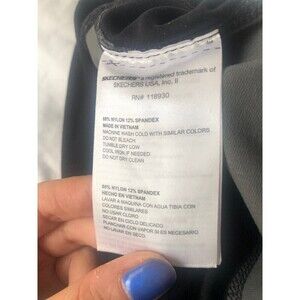 SKECHERS is a registered trademark of
SKECHERS USA, Inc. II
RN# 118930
88% NYLON 12% SPANDEX
MADE IN VIETNAM
MACHINE WASH COLD WITH SIMILAR COLORS
DO NOT BLEACH
TUMBLE DRY LOW
COOL IRON IF NEEDED
DO NOT DRY CLEAN
88% NYLON 12% SPANDEX
HECHO EN VIETNAM
LAVAR A MAQUINA CON AGUA TIBIA CON
COLORES SIMILARES
NO USAR CLORO
SECAR EN CICLO DELICADO
PLANCHAR CON VAPOR SI ES NECESARIO
NO LAVAR EN SECO.